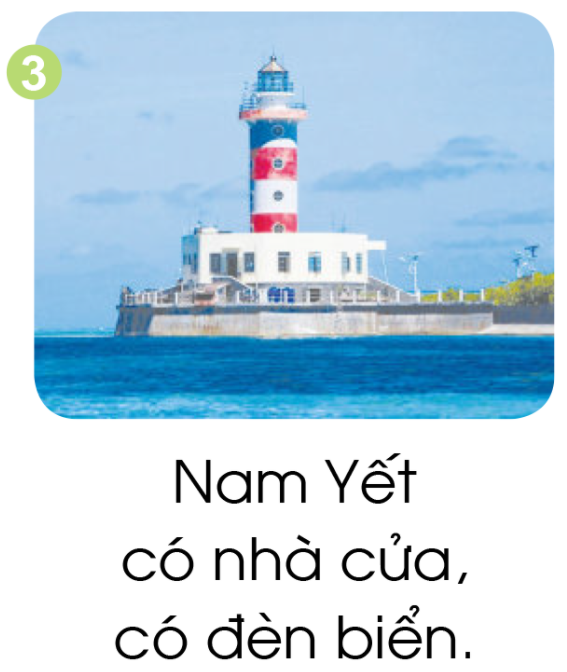 3
Nam Yết
có nhà cửa,
có đèn biển.